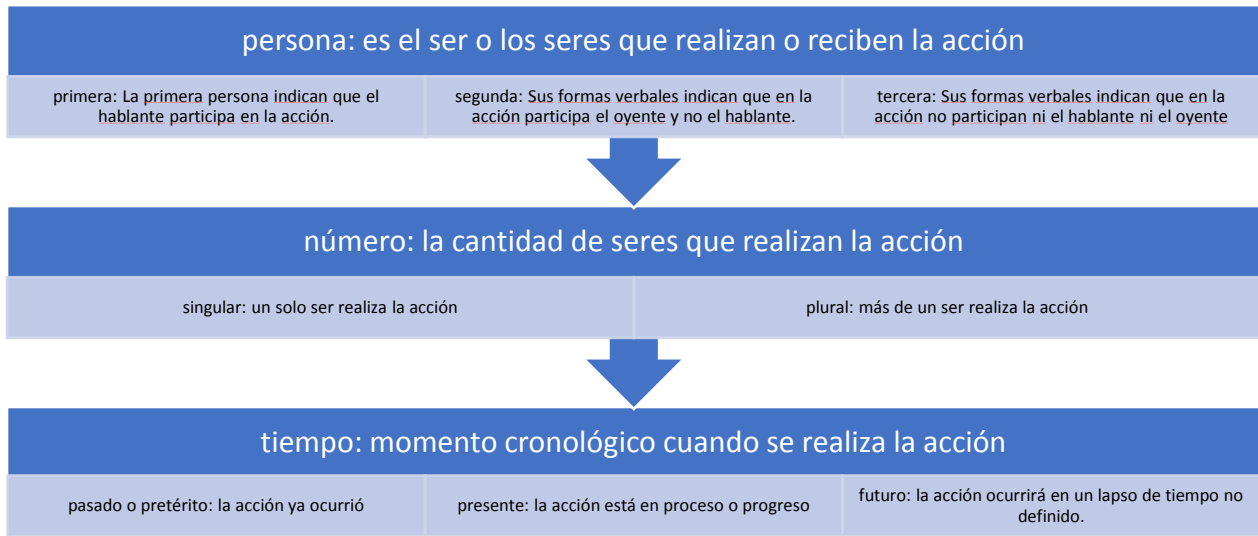 persona: es el ser o los seres que realizan o reciben la acción
primera: La primera persona indican que el
hablante participa en la acción.
segunda: Sus formas verbales indican que en la
acción participa el oyente y no el hablante.
tercera: Sus formas verbales indican que en la
acción no participan ni el hablante ni el oyente
número: la cantidad de seres que realizan la acción
singular: un solo ser realiza la acción
plural: más de un ser realiza la acción
tiempo: momento cronológico cuando se realiza la acción
pasado o pretérito: la acción ya ocurrió
presente: la acción está en proceso o progreso
futuro: la acción ocurrirá en un lapso de tiempo no
definido.